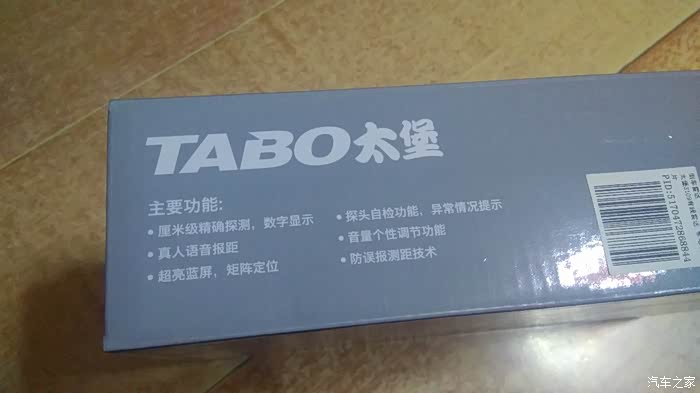 TABO太堡
主要功能:
• 厘米级精确探测，数字显示
• 真人语音报距
• 超亮蓝屏，矩阵定位
• 探头自检功能，异常情况提示
• 音量个性调节功能
• 防误报测距技术
PID:5170472868844
汽车之家